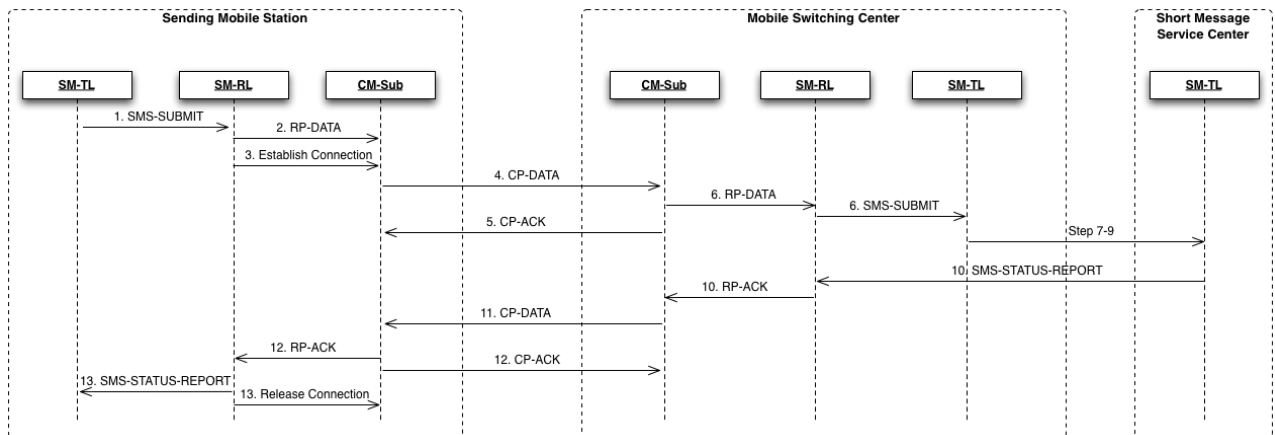 Sending Mobile Station
Mobile Switching Center
Short Message
Service Center
SM-TL
SM-RL
CM-Sub
CM-Sub
SM-RL
SM-TL
SM-TL
1. SMS-SUBMIT
2. RP-DATA
3. Establish Connection
4. CP-DATA
6. RP-DATA
6. SMS-SUBMIT
5. CP-ACK
Step 7-9
10. SMS-STATUS-REPORT
10. RP-ACK
11. CP-DATA
12. RP-ACK
12. CP-ACK
13. SMS-STATUS-REPORT
13. Release Connection